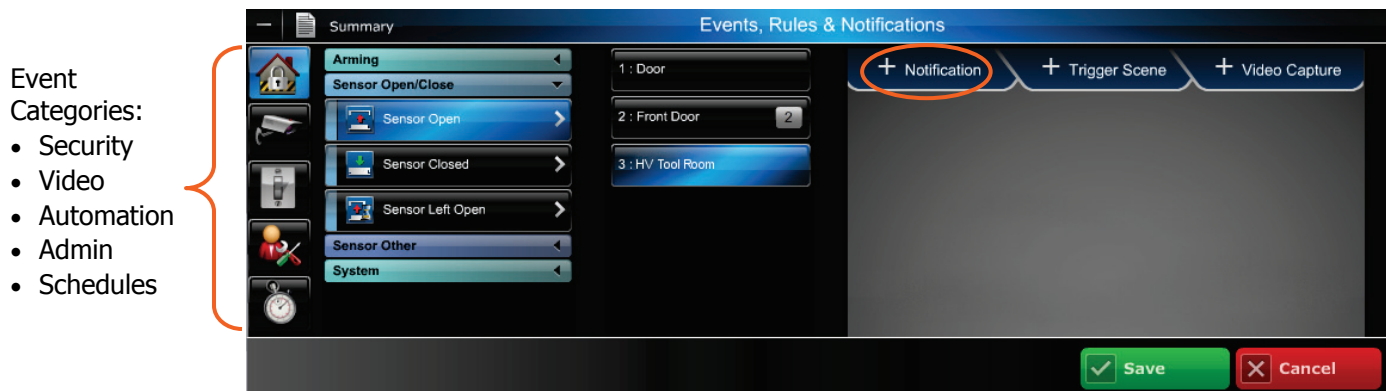 Event
Categories:
• Security
• Video
• Automation
• Admin
• Schedules
Summary
Events, Rules & Notifications
Arming
Sensor Open/Close
Sensor Open
Sensor Closed
Sensor Left Open
Sensor Other
System
1 : Door
2 : Front Door 2
3 : HV Tool Room
+ Notification
+ Trigger Scene
+ Video Capture
Save
Cancel